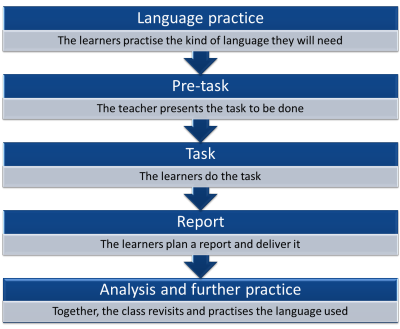 Language practice
The learners practise the kind of language they will need
Pre-task
The teacher presents the task to be done
Task
The learners do the task
Report
The learners plan a report and deliver it
Analysis and further practice
Together, the class revisits and practises the language used